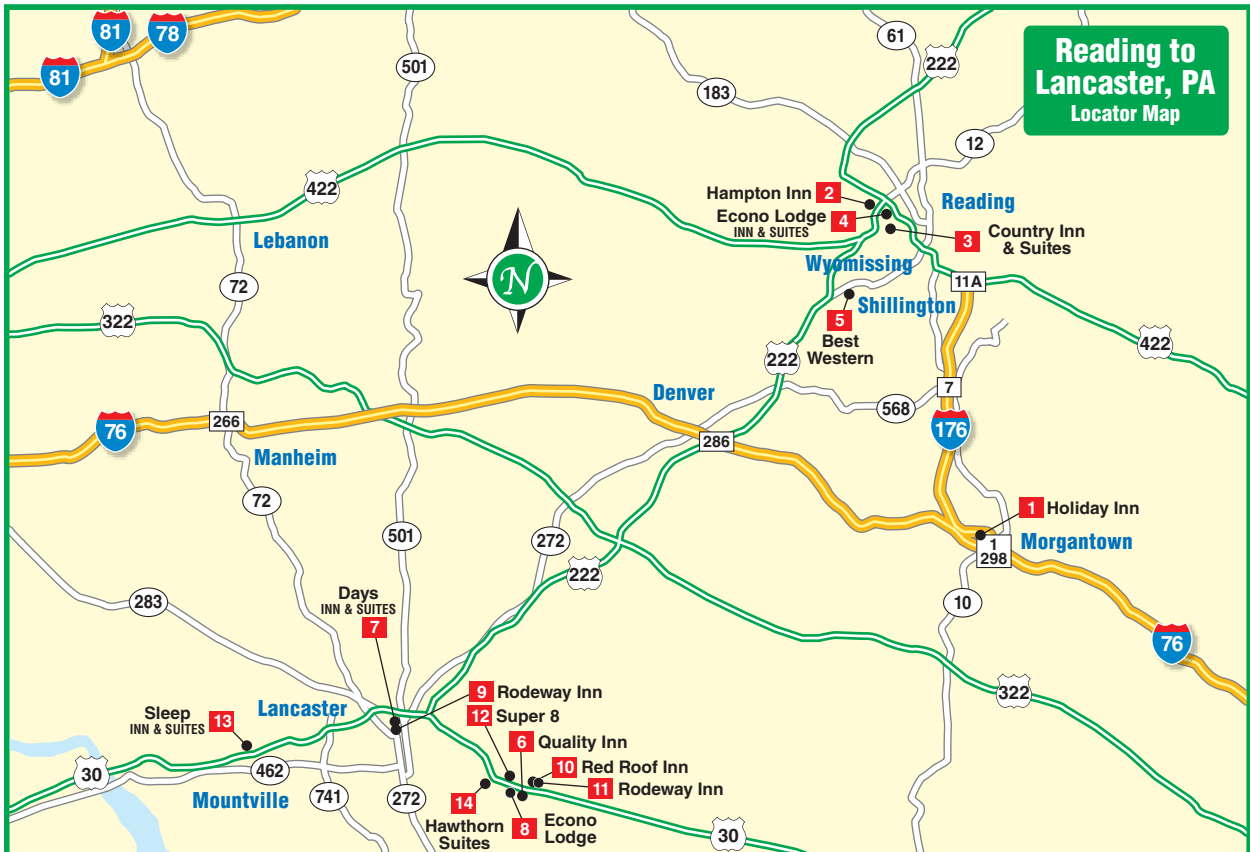 Reading to
Lancaster, PA
Locator Map
81
78
81
501
61
222
183
12
422
Hampton Inn 2
Econo Lodge 4
INN & SUITES
Reading
3 Country Inn
& Suites
Lebanon
Wyomissing
N
72
11A
Shillington
5
Best
Western
322
422
222
7
Denver
568
76
266
286
176
Manheim
72
501
272
1 Holiday Inn
1
298
Morgantown
222
283
Days
INN & SUITES
7
10
76
322
9 Rodeway Inn
12 Super 8
Lancaster
Sleep
INN & SUITES
13
6 Quality Inn
10 Red Roof Inn
11 Rodeway Inn
30
462
Mountville
741
272
14
Hawthorn
Suites
8
Econo
Lodge
30